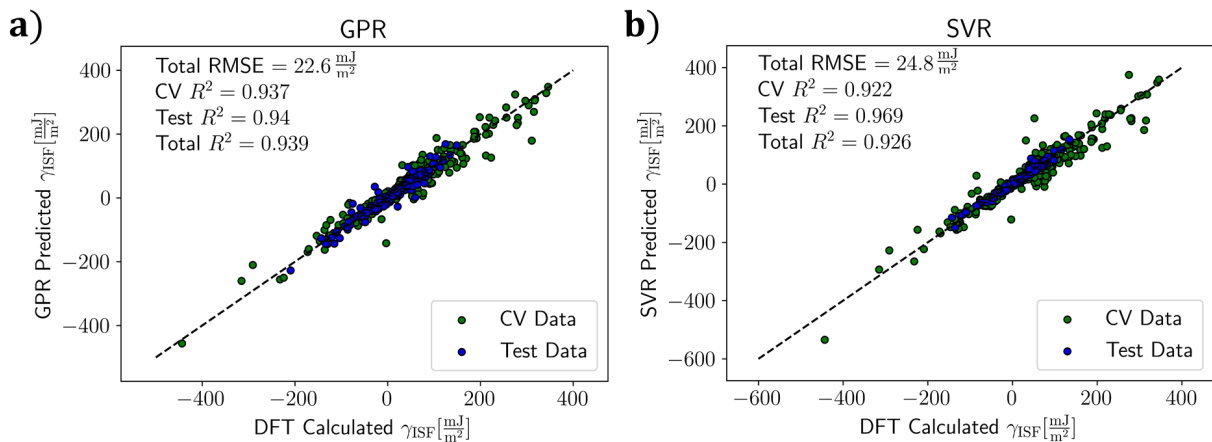 a)
GPR
Total RMSE = 22.6 mJ/m²
CV R² = 0.937
Test R² = 0.94
Total R² = 0.939
400
200
0
−200
−400
GPR Predicted γ_ISF [mJ/m²]
CV Data
Test Data
−400 −200 0 200 400
DFT Calculated γ_ISF [mJ/m²]
b)
SVR
Total RMSE = 24.8 mJ/m²
CV R² = 0.922
Test R² = 0.969
Total R² = 0.926
400
200
0
−200
−400
−600
SVR Predicted γ_ISF [mJ/m²]
CV Data
Test Data
−600 −400 −200 0 200 400
DFT Calculated γ_ISF [mJ/m²]